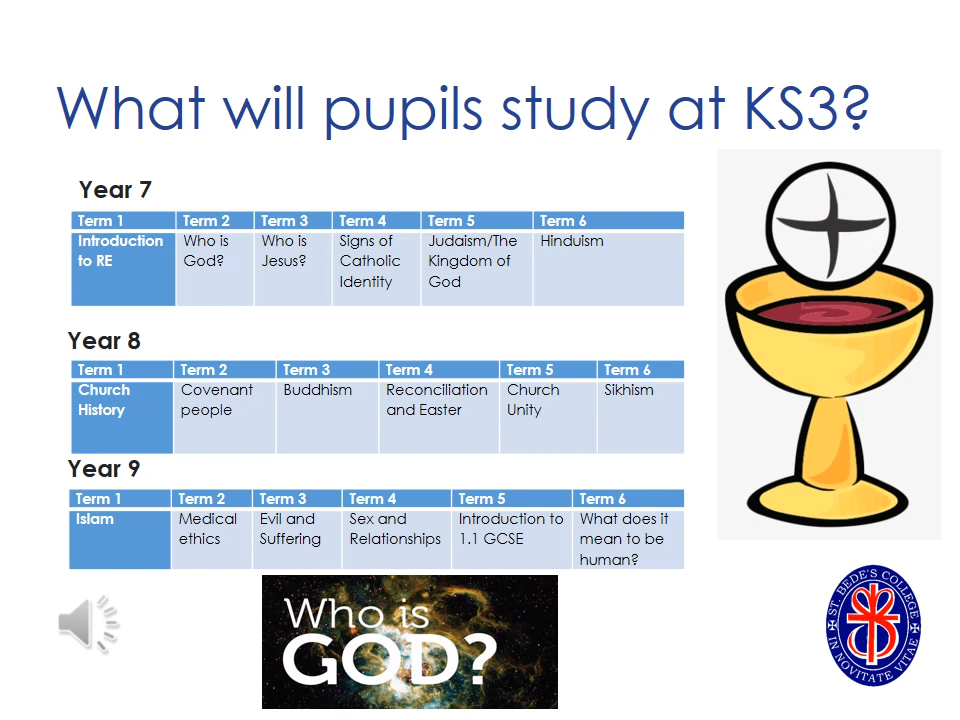 What will pupils study at KS3?
Year 7
Term 1 Term 2 Term 3 Term 4 Term 5 Term 6
Introduction Who is Who is Signs of Judaism/The Hinduism
to RE God? Jesus? Catholic Kingdom of
Identity God
Year 8
Term 1 Term 2 Term 3 Term 4 Term 5 Term 6
Church Covenant Buddhism Reconciliation Church Sikhism
History people and Easter Unity
Year 9
Term 1 Term 2 Term 3 Term 4 Term 5 Term 6
Islam Medical Evil and Sex and Introduction to What does it
ethics Suffering Relationships 1.1 GCSE mean to be
human?
Who is
GOD?
ST. BEDE'S COLLEGE
IN NOVITATE VITAE